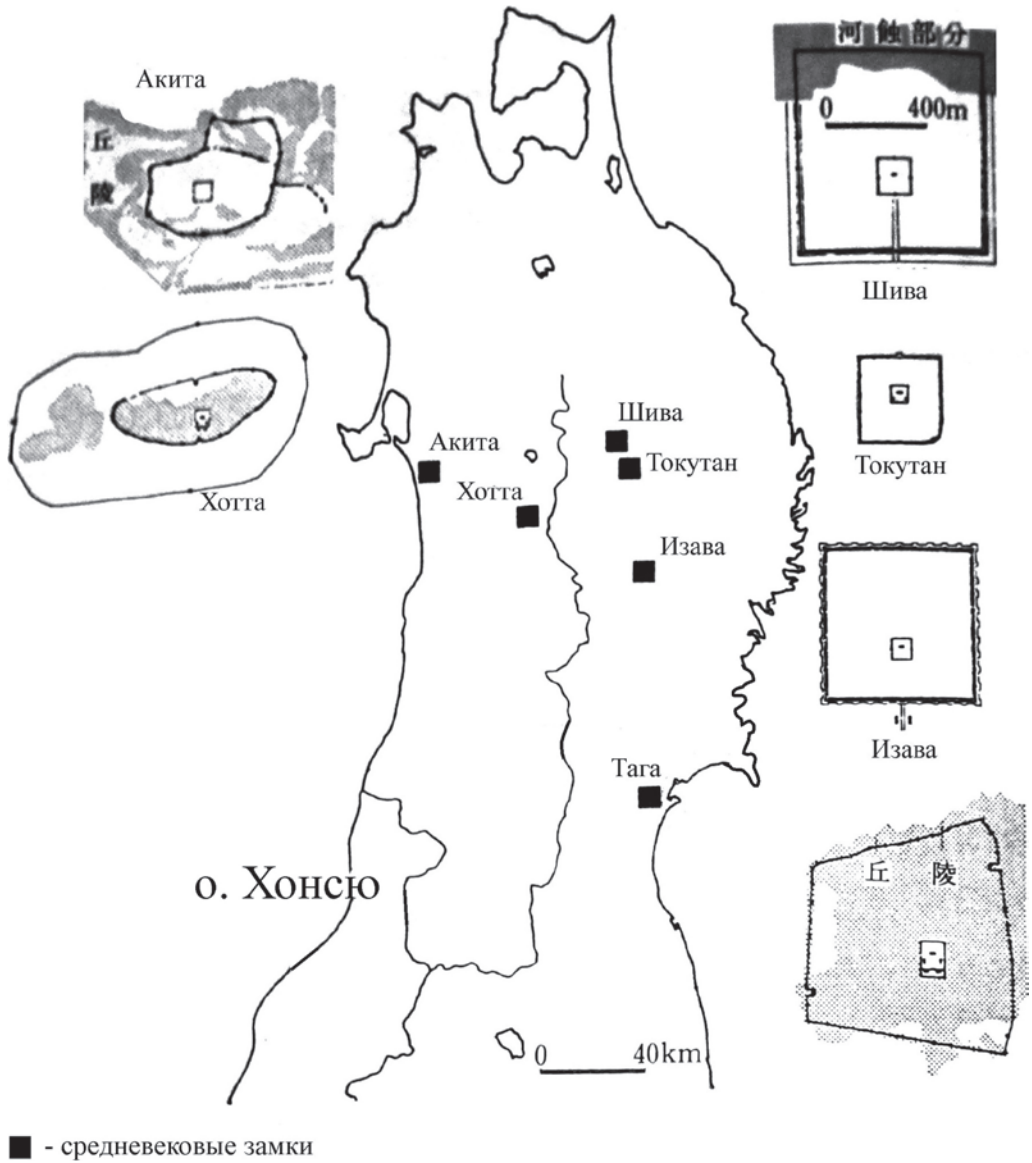 Акита
丘
陵
河蝕部分
0 400m
Шива
Хотта
Токутан
Акита
Хотта
Шива
Токутан
Изава
Изава
Тага
丘 陵
о. Хонсю
0 40km
- средневековые замки